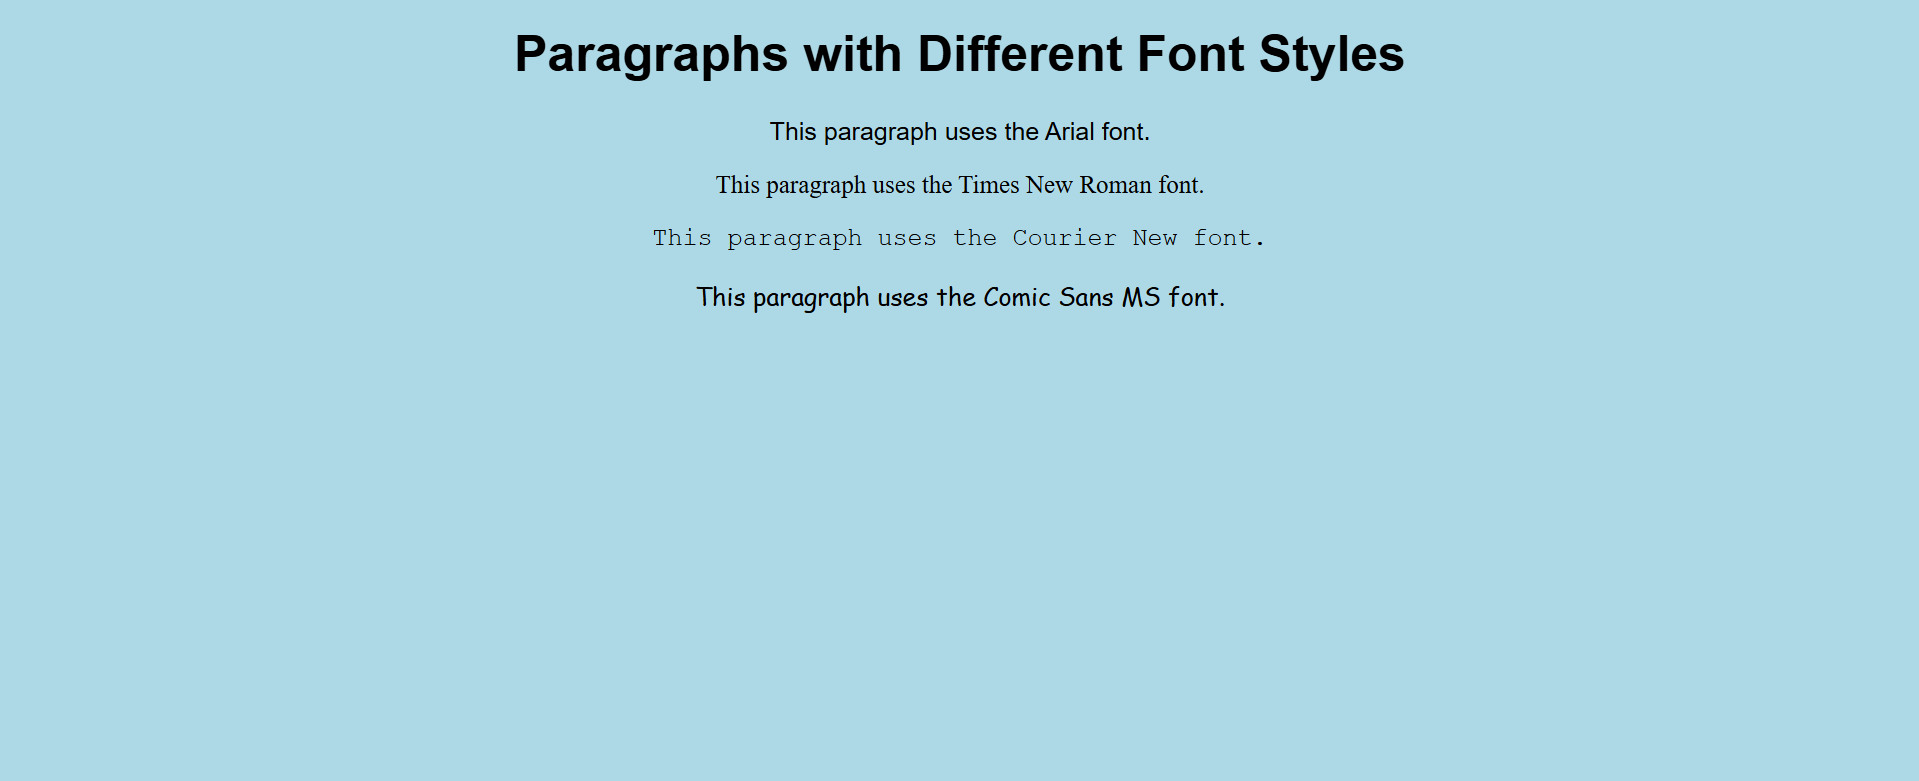 Paragraphs with Different Font Styles
This paragraph uses the Arial font.
This paragraph uses the Times New Roman font.
This paragraph uses the Courier New font.
This paragraph uses the Comic Sans MS font.